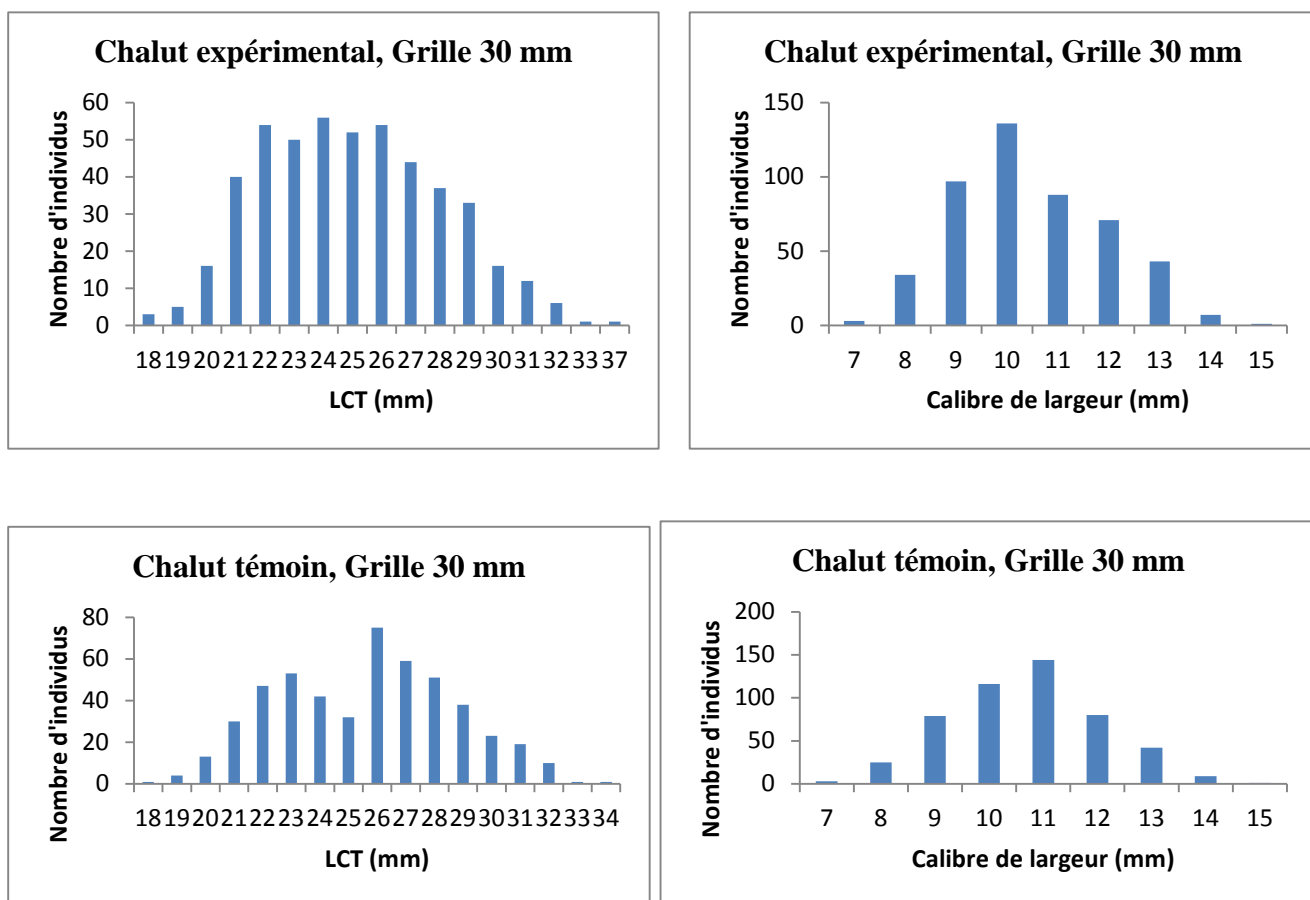 Chalut expérimental, Grille 30 mm
Nombre d'individus
60
50
40
30
20
10
0
18 19 20 21 22 23 24 25 26 27 28 29 30 31 32 33 37
LCT (mm)
Chalut expérimental, Grille 30 mm
Nombre d'individus
150
100
50
0
7 8 9 10 11 12 13 14 15
Calibre de largeur (mm)
Chalut témoin, Grille 30 mm
Nombre d'individus
80
60
40
20
0
18 19 20 21 22 23 24 25 26 27 28 29 30 31 32 33 34
LCT (mm)
Chalut témoin, Grille 30 mm
Nombre d'individus
200
150
100
50
0
7 8 9 10 11 12 13 14 15
Calibre de largeur (mm)